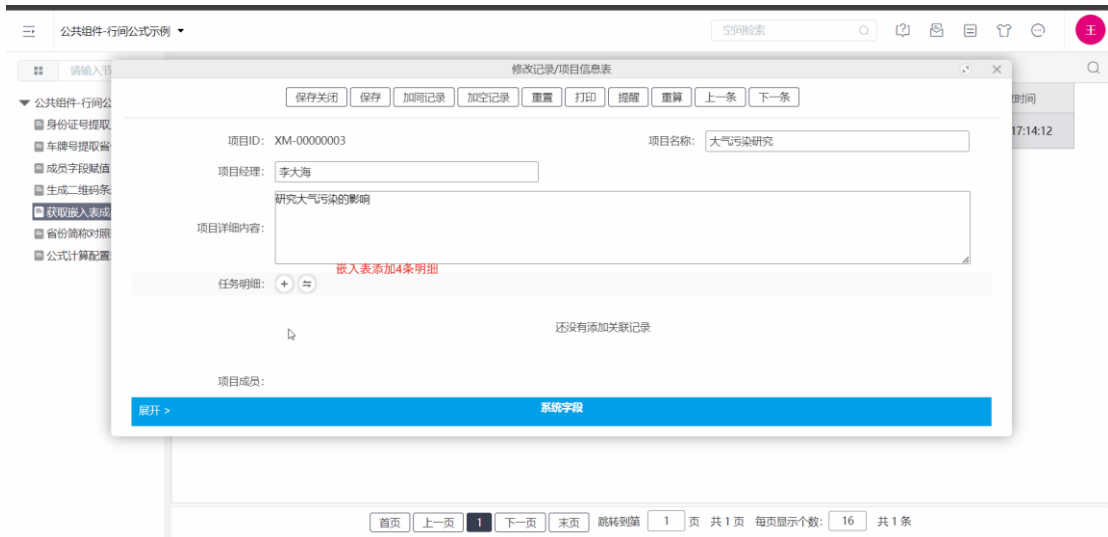 公共组件-行间公式示例
空间检索
王
请输入节
修改记录/项目信息表
保存关闭 保存 加同记录 加空记录 重置 打印 提醒 重算 上一条 下一条
时间
17:14:12
公共组件-行间公
身份证号提取
车牌号提取省
成员字段赋值
生成二维码条
获取嵌入表成
省份简称对照
公式计算配置
项目ID: XM-00000003
项目名称: 大气污染研究
项目经理: 李大海
项目详细内容: 研究大气污染的影响
嵌入表添加4条明细
任务明细:
还没有添加关联记录
项目成员:
展开 > 系统字段
首页 上一页 1 下一页 末页 跳转到第 1 页 共1页 每页显示个数: 16 共1条